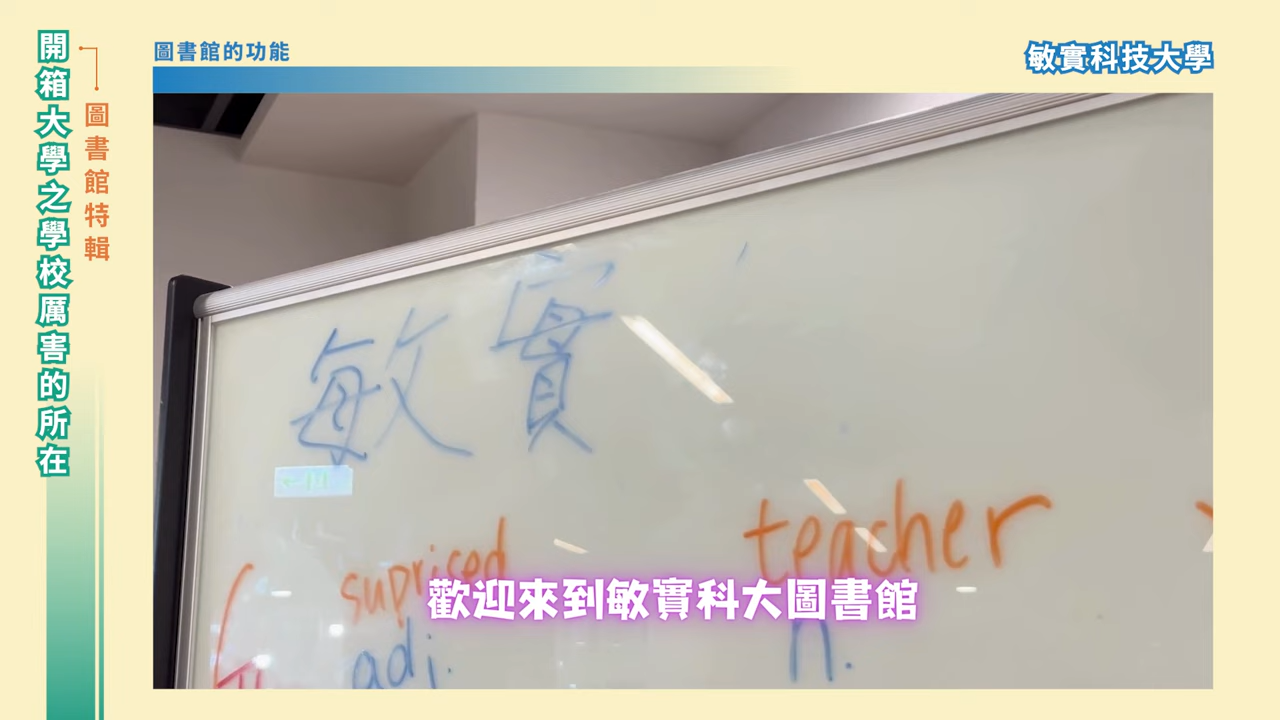 開箱大學之學校厲害的所在
圖書館特輯
圖書館的功能
敏實科技大學
敏實
suprised
teacher
歡迎來到敏實科大圖書館
adj.
n.